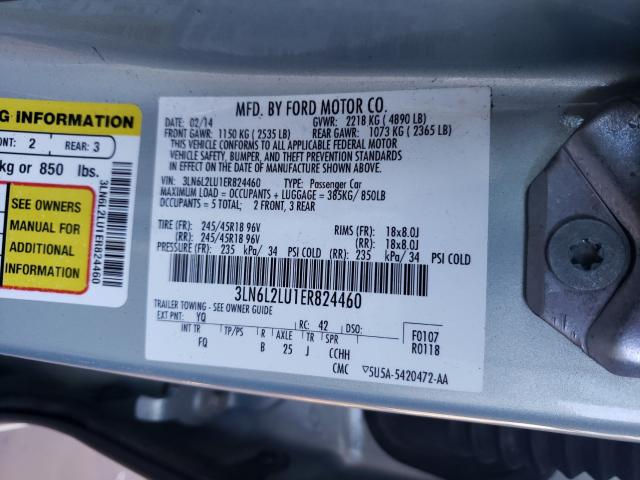 NG INFORMATION
ONT: 2 REAR: 3
kg or 850 lbs.
SEE OWNERS
MANUAL FOR
ADDITIONAL
INFORMATION
3LN6L2LU1ER824460
MFD. BY FORD MOTOR CO.
DATE: 02/14 GVWR: 2218 KG ( 4890 LB)
FRONT GAWR: 1150 KG ( 2535 LB) REAR GAWR: 1073 KG ( 2365 LB)
THIS VEHICLE CONFORMS TO ALL APPLICABLE FEDERAL MOTOR
VEHICLE SAFETY, BUMPER, AND THEFT PREVENTION STANDARDS
IN EFFECT ON THE DATE OF MANUFACTURE SHOWN ABOVE.
VIN: 3LN6L2LU1ER824460 TYPE: Passenger Car
MAXIMUM LOAD = OCCUPANTS + LUGGAGE = 385KG/ 850LB
OCCUPANTS = 5 TOTAL; 2 FRONT, 3 REAR
TIRE (FR): 245/45R18 96V RIMS (FR): 18x8.0J
(RR): 245/45R18 96V (RR): 18x8.0J
PRESSURE (FR): 235 kPa/ 34 PSI COLD (RR): 235 kPa/ 34 PSI COLD
3LN6L2LU1ER824460
TRAILER TOWING - SEE OWNER GUIDE
EXT PNT: YQ RC: 42 DSO: F0107
INT TR TP/PS R AXLE TR SPR R0118
FQ B 25 J CCHH
CMC ▽5U5A-5420472-AA